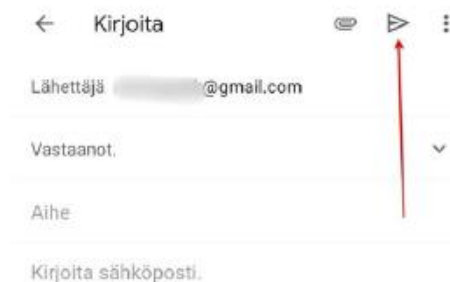 Kirjoita
Lähettäjä @gmail.com
Vastaanot.
Aihe
Kirjoita sähköposti.